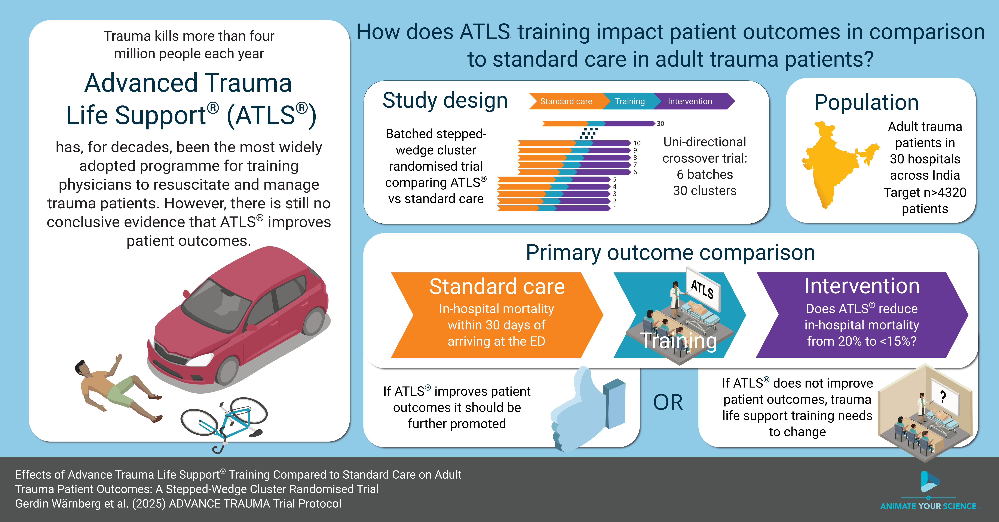 Trauma kills more than four
million people each year
Advanced Trauma
Life Support® (ATLS®)
has, for decades, been the most widely
adopted programme for training
physicians to resuscitate and manage
trauma patients. However, there is still no
conclusive evidence that ATLS® improves
patient outcomes.
How does ATLS® training impact patient outcomes in comparison
to standard care in adult trauma patients?
Study design
Batched stepped-
wedge cluster
randomised trial
comparing ATLS®
vs standard care
Standard care
Training
Intervention
30
10
9
8
7
6
5
4
3
2
1
Uni-directional
crossover trial:
6 batches
30 clusters
Population
Adult trauma
patients in
30 hospitals
across India
Target n>4320
patients
Primary outcome comparison
Standard care
In-hospital mortality
within 30 days of
arriving at the ED
ATLS
Training
Intervention
Does ATLS® reduce
in-hospital mortality
from 20% to <15%?
If ATLS® improves patient
outcomes it should be
further promoted
OR
If ATLS® does not improve
patient outcomes, trauma
life support training needs
to change
?
Effects of Advance Trauma Life Support® Training Compared to Standard Care on Adult
Trauma Patient Outcomes: A Stepped-Wedge Cluster Randomised Trial
Gerdin Wärnberg et al. (2025) ADVANCE TRAUMA Trial Protocol
ANIMATE YOUR SCIENCE™